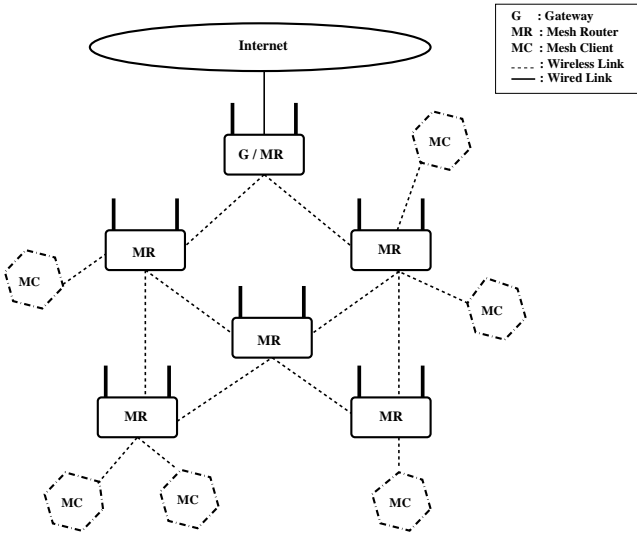 Internet
G : Gateway
MR : Mesh Router
MC : Mesh Client
: Wireless Link
: Wired Link
G / MR
MC
MR
MR
MC
MC
MR
MR
MR
MC
MC
MC